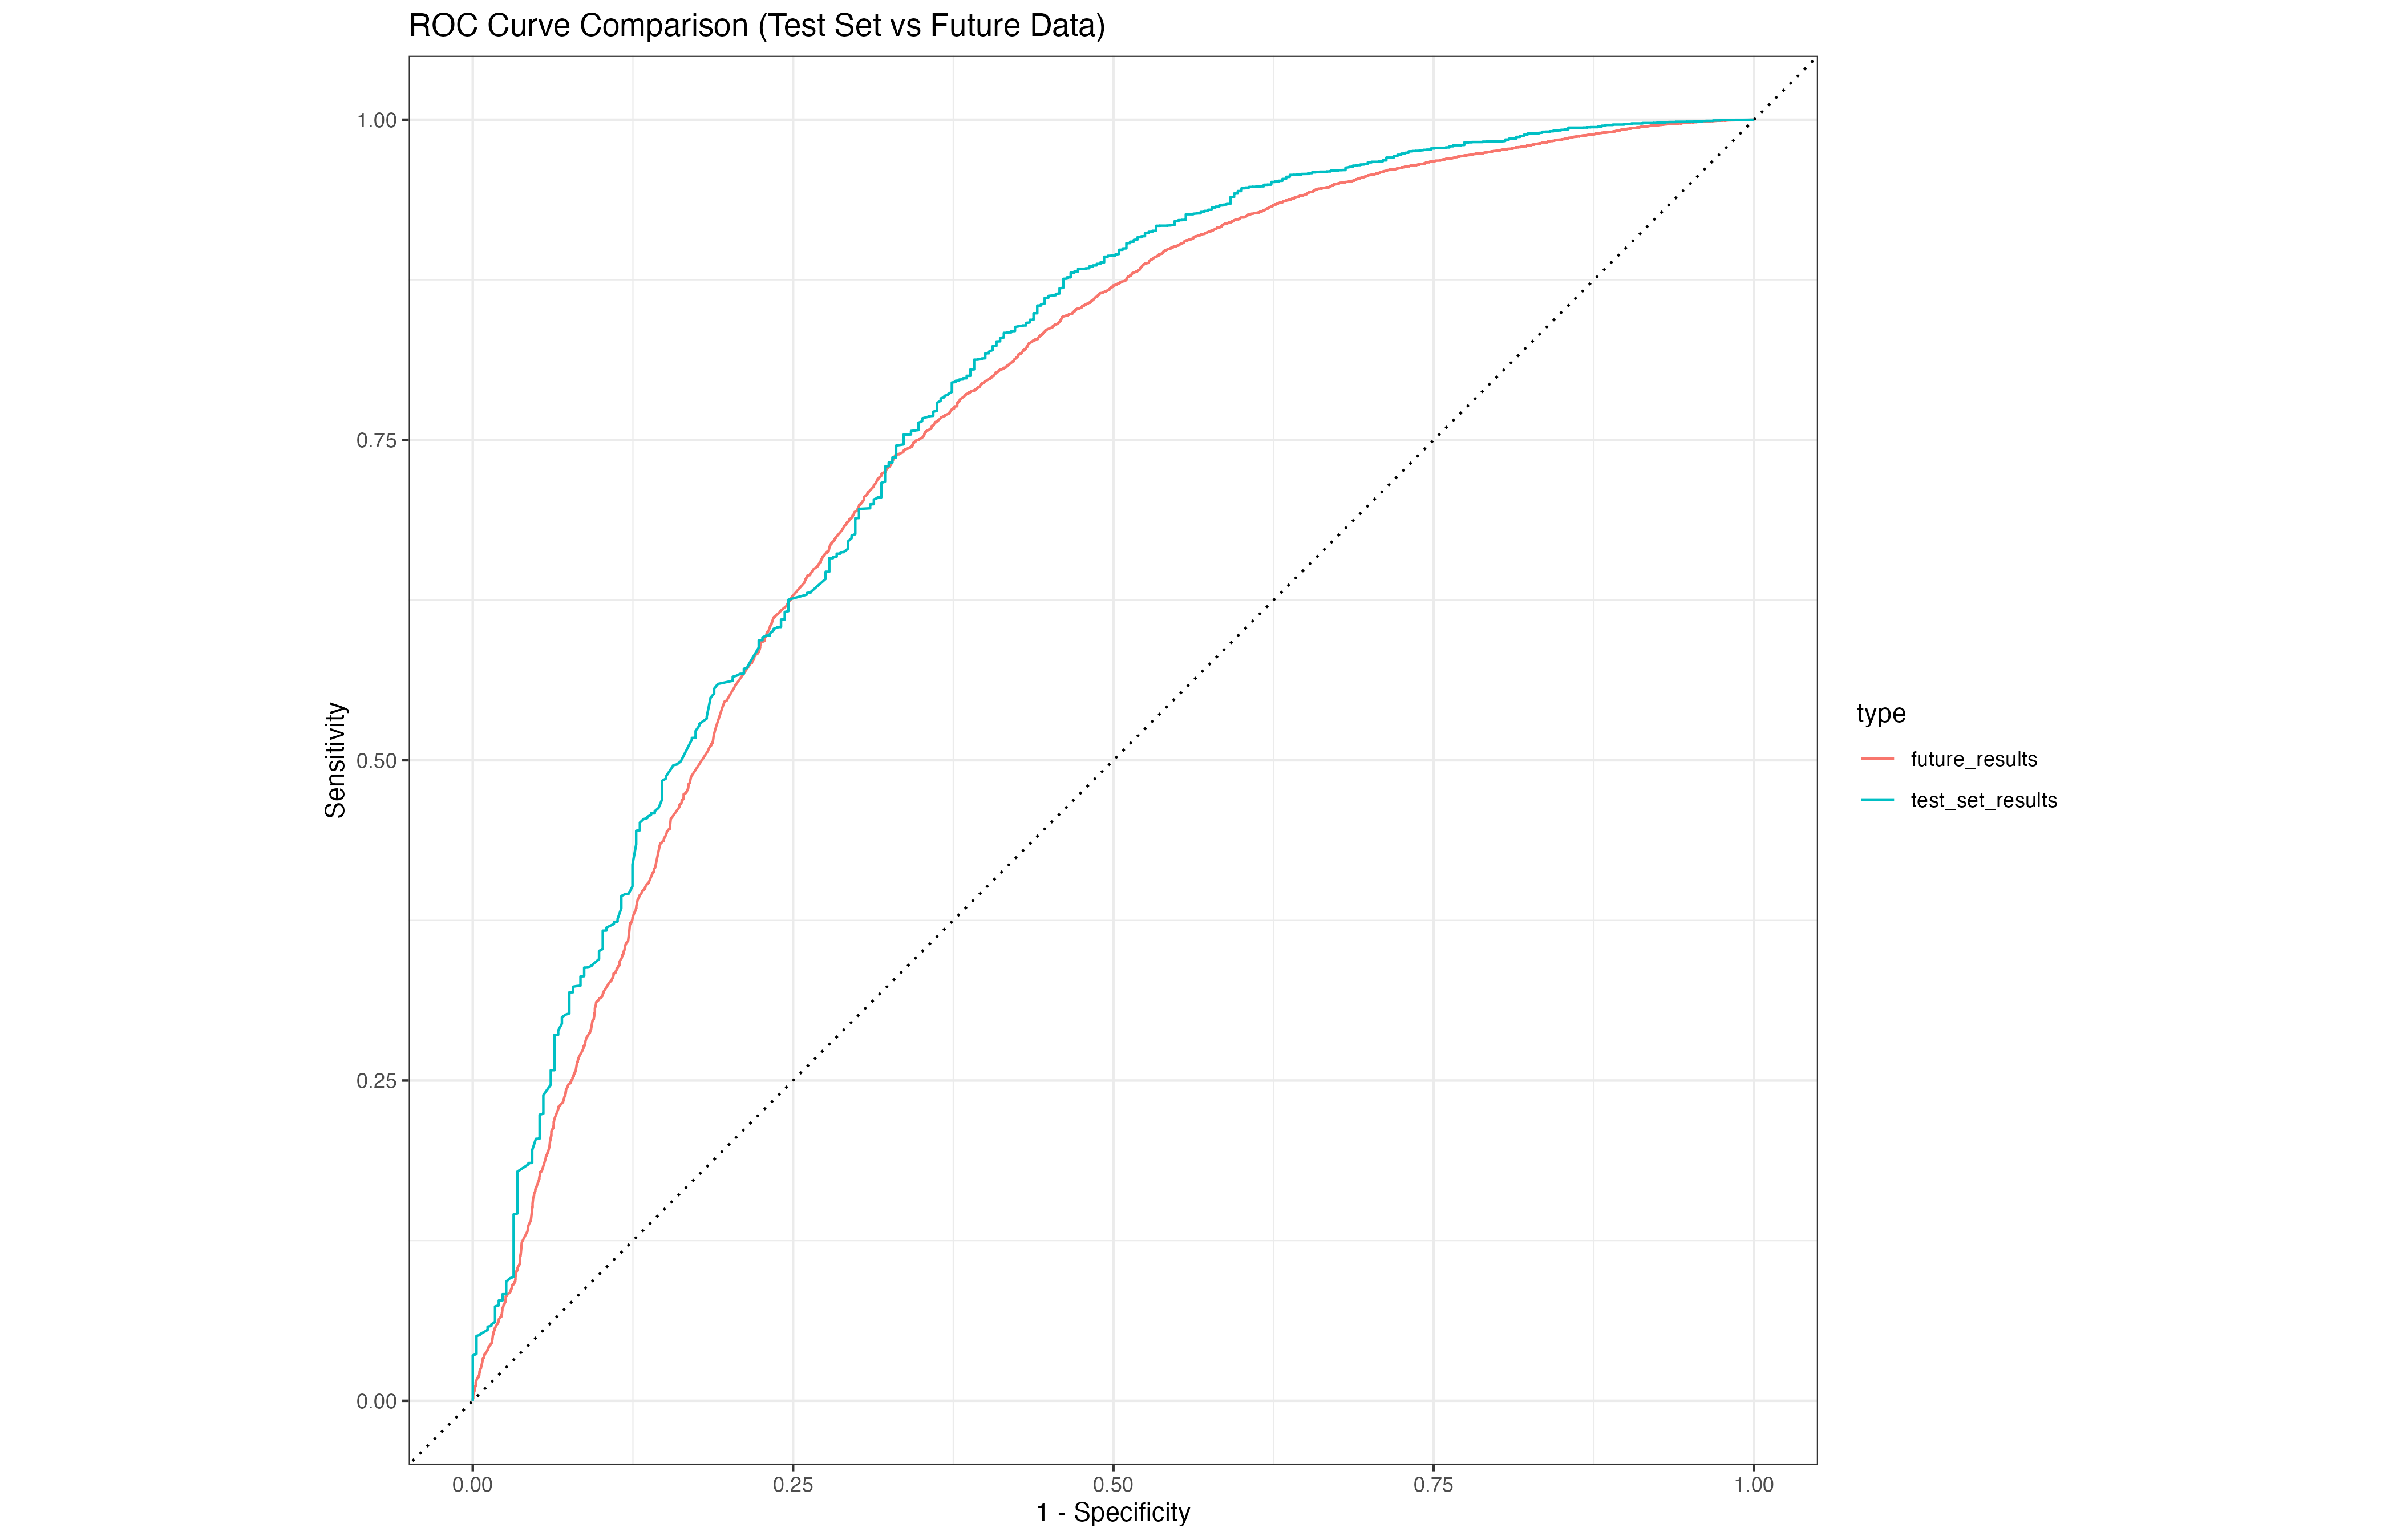 ROC Curve Comparison (Test Set vs Future Data)
1.00
0.75
0.50
0.25
0.00
Sensitivity
0.00 0.25 0.50 0.75 1.00
1 - Specificity
type
future_results
test_set_results